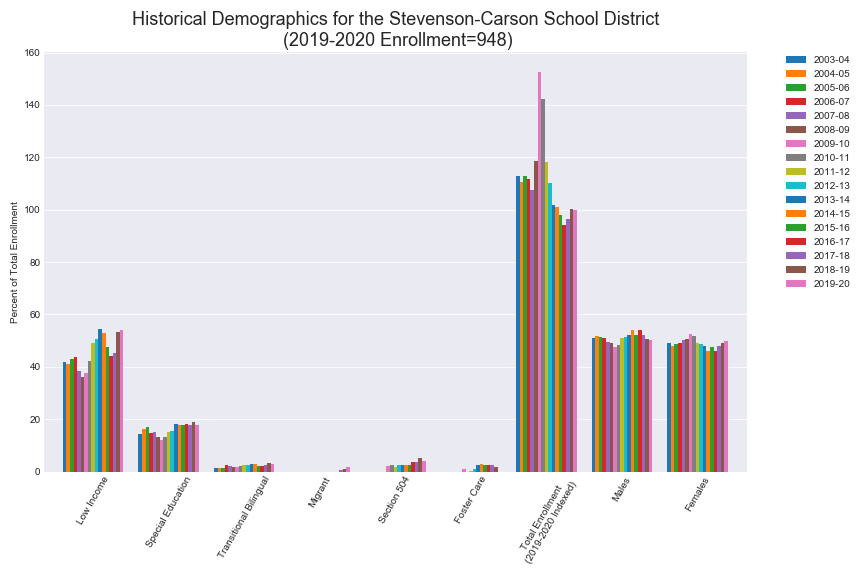 Historical Demographics for the Stevenson-Carson School District
(2019-2020 Enrollment=948)
Percent of Total Enrollment
160
140
120
100
80
60
40
20
0
Low Income
Special Education
Transitional Bilingual
Migrant
Section 504
Foster Care
Total Enrollment
(2019-2020 Indexed)
Males
Females
2003-04
2004-05
2005-06
2006-07
2007-08
2008-09
2009-10
2010-11
2011-12
2012-13
2013-14
2014-15
2015-16
2016-17
2017-18
2018-19
2019-20